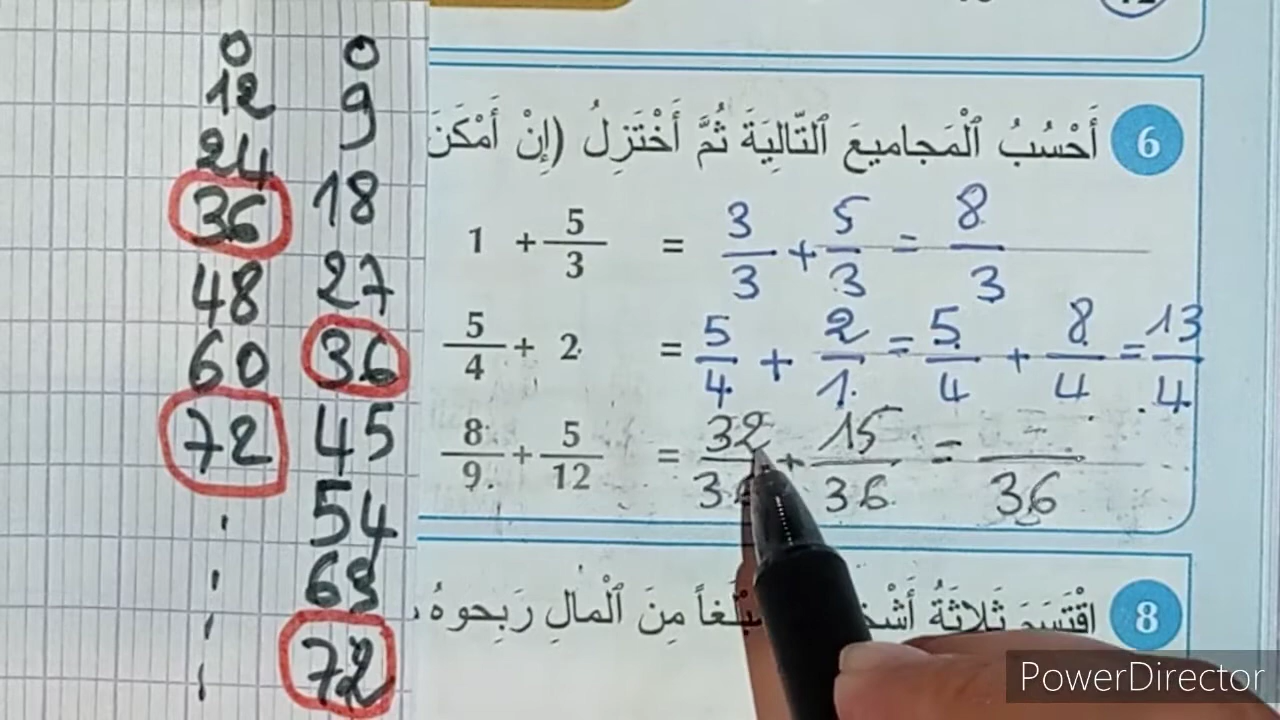 0 0
12 9
24 18
36 27
48 36
60 45
72 54
63
72
6 أَحْسُبُ ٱلْمَجاميعَ ٱلتّالِيَةَ ثُمَّ أَخْتَزِلُ (إِنْ أَمْكَنَ
1 + 5/3 = 3/3 + 5/3 = 8/3
5/4 + 2 = 5/4 + 2/1 = 5/4 + 8/4 = 13/4
8/9 + 5/12 = 32/36 + 15/36 = /36
8 اِقْتَسَمَ ثَلاثَةُ مِنَ ٱلْمالِ رَبِحوهُ
PowerDirector